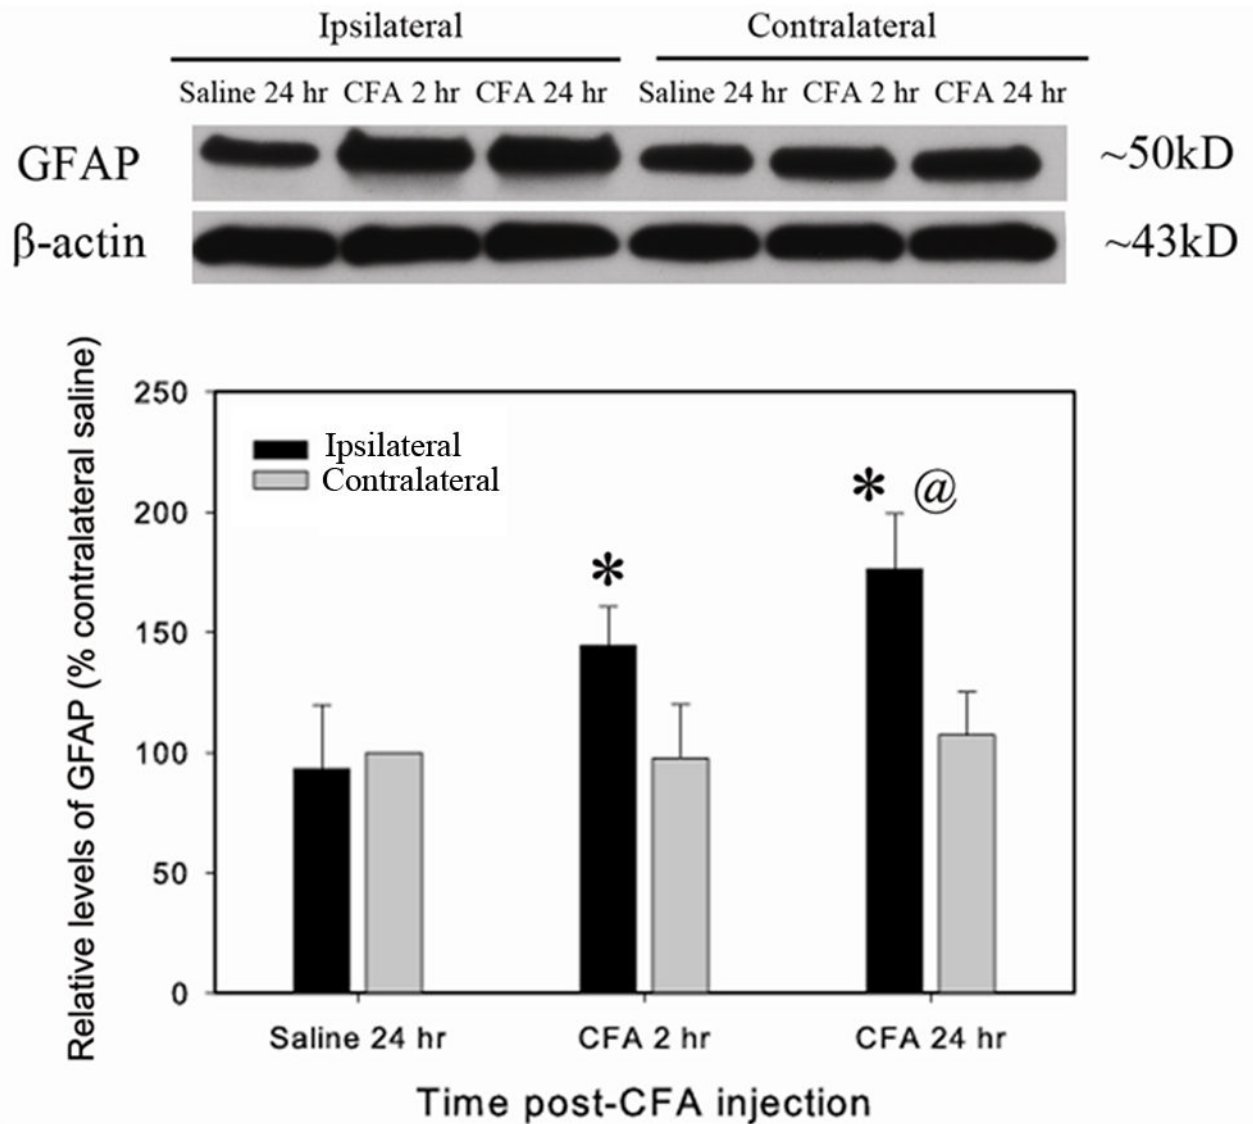 Ipsilateral Contralateral
Saline 24 hr CFA 2 hr CFA 24 hr Saline 24 hr CFA 2 hr CFA 24 hr
GFAP ~50kD
β-actin ~43kD
Relative levels of GFAP (% contralateral saline)
250
200
150
100
50
0
Ipsilateral
Contralateral
*
* @
Saline 24 hr CFA 2 hr CFA 24 hr
Time post-CFA injection